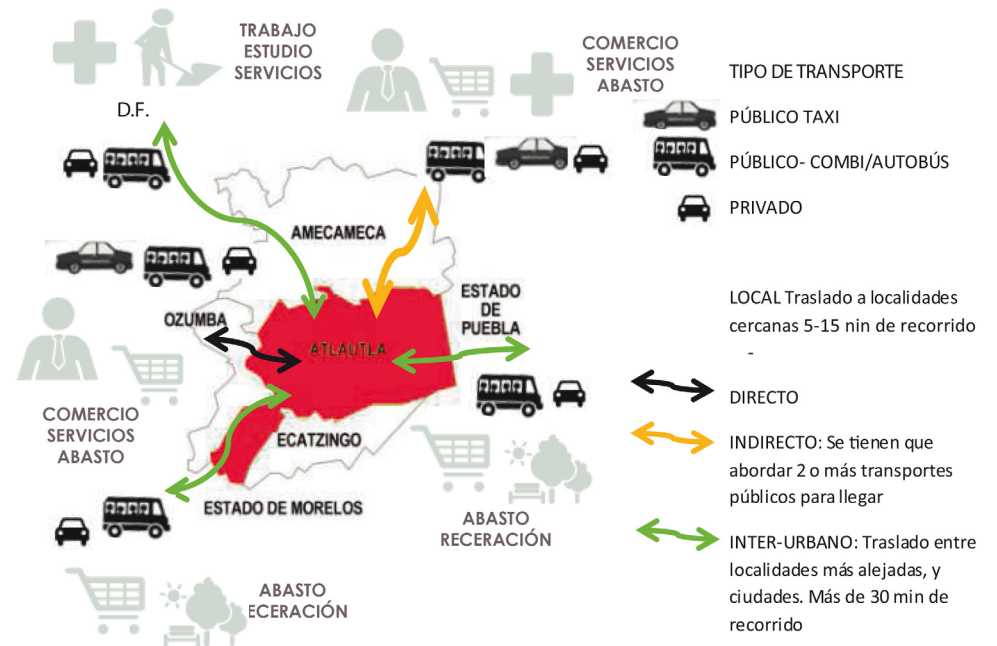 TRABAJO
ESTUDIO
SERVICIOS
COMERCIO
SERVICIOS
ABASTO
D.F.
AMECAMECA
OZUMBA
ATLAUTLA
ESTADO
DE
PUEBLA
COMERCIO
SERVICIOS
ABASTO
ECATZINGO
ESTADO DE MORELOS
ABASTO
RECERACIÓN
ABASTO
ECERACIÓN
TIPO DE TRANSPORTE
PÚBLICO TAXI
PÚBLICO- COMBI/AUTOBÚS
PRIVADO
LOCAL Traslado a localidades
cercanas 5-15 nin de recorrido
-
DIRECTO
INDIRECTO: Se tienen que
abordar 2 o más transportes
públicos para llegar
INTER-URBANO: Traslado entre
localidades más alejadas, y
ciudades. Más de 30 min de
recorrido